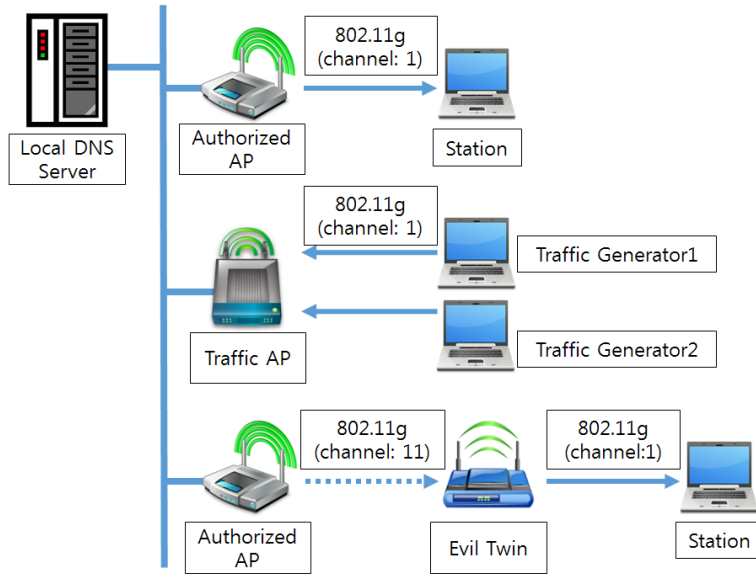 802.11g
(channel: 1)
Local DNS
Server
Authorized
AP
Station
802.11g
(channel: 1)
Traffic Generator1
Traffic AP
Traffic Generator2
802.11g
(channel: 11)
802.11g
(channel:1)
Authorized
AP
Evil Twin
Station